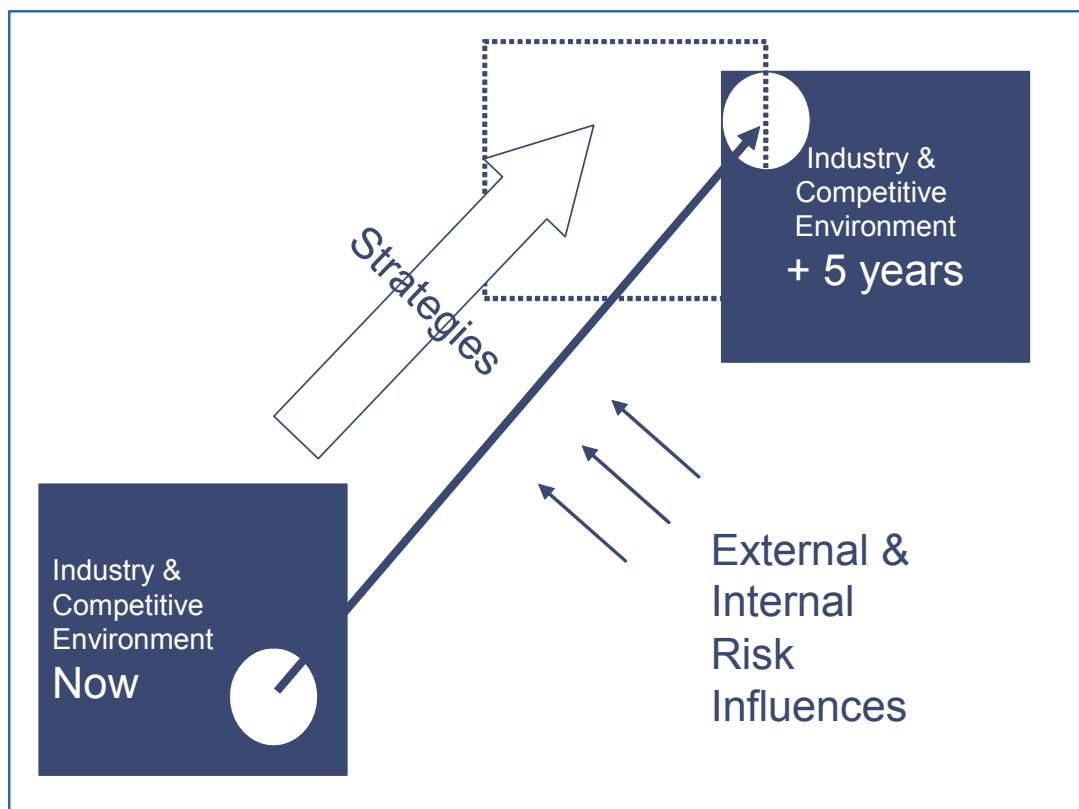 Industry &
Competitive
Environment
+ 5 years
Strategies
Industry &
Competitive
Environment
Now
External &
Internal
Risk
Influences